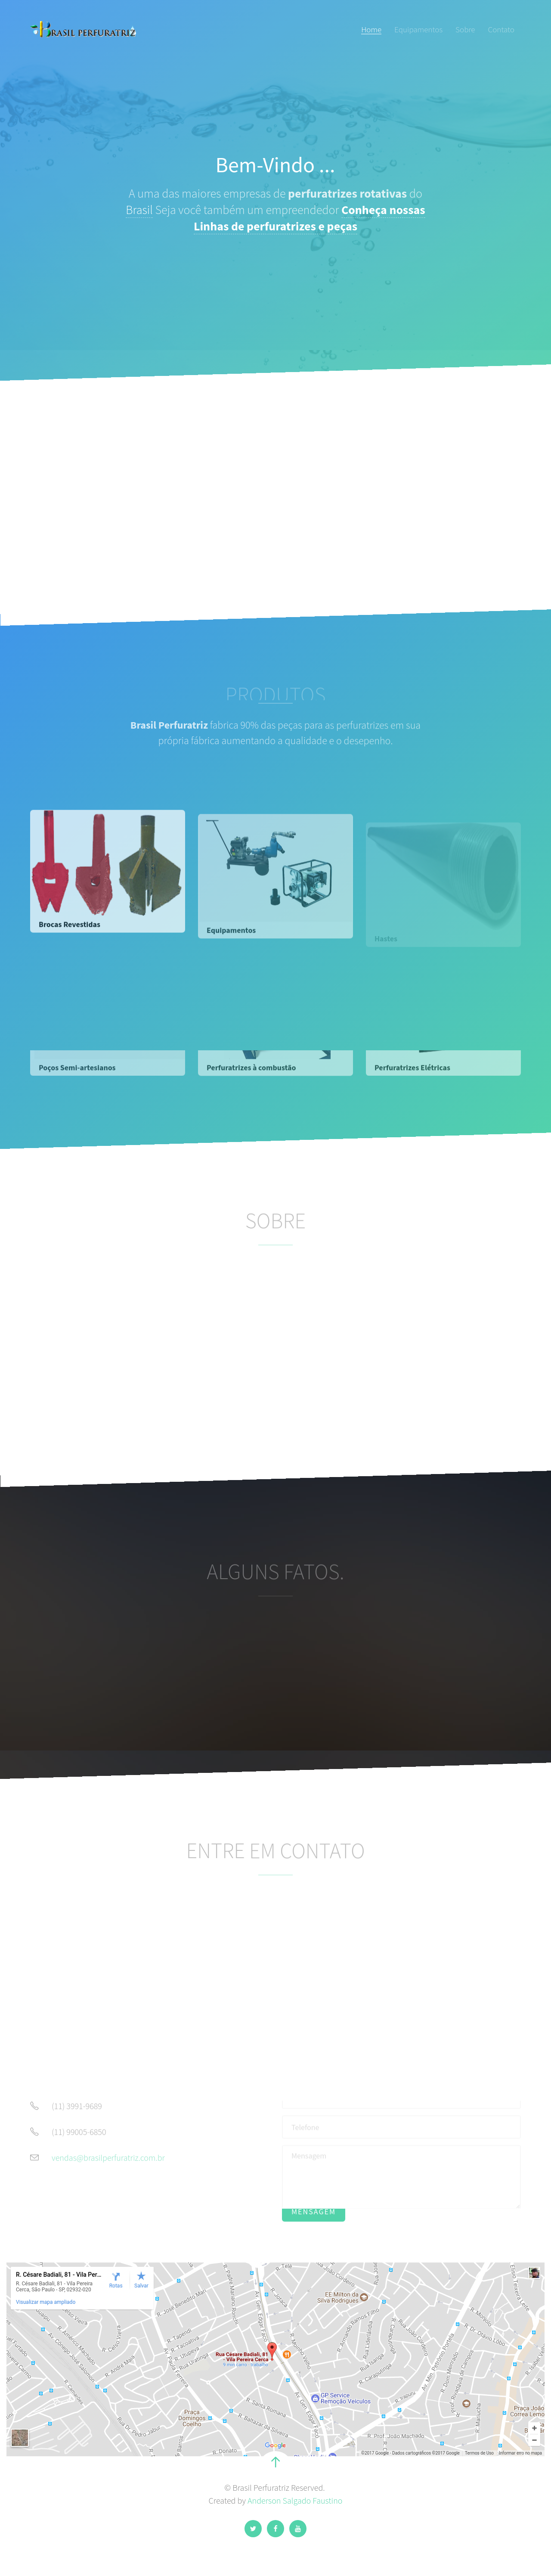 BRASIL PERFURATRIZ
Home Equipamentos Sobre Contato
Bem-Vindo ...
A uma das maiores empresas de perfuratrizes rotativas do
Brasil Seja você também um empreendedor Conheça nossas
Linhas de perfuratrizes e peças
PRODUTOS
Brasil Perfuratriz fabrica 90% das peças para as perfuratrizes em sua
própria fábrica aumentando a qualidade e o desepenho.
Brocas Revestidas
Equipamentos
Hastes
Poços Semi-artesianos
Perfuratrizes à combustão
Perfuratrizes Elétricas
SOBRE
ALGUNS FATOS.
ENTRE EM CONTATO
(11) 3991-9689
(11) 99005-6850
vendas@brasilperfuratriz.com.br
Telefone
Mensagem
MENSAGEM
R. Césare Badiali, 81 - Vila Per...
R. Césare Badiali, 81 - Vila Pereira
Cerca, São Paulo - SP, 02932-020
Rotas
Salvar
Visualizar mapa ampliado
EE Milton da
Silva Rodrigues
Rua Césare Badiali, 81
- Vila Pereira Cerca
GP Service
Remoção Veículos
Praça
Domingos
Coelho
Praça João
Correa Lemo
R. Prof. João Machado
R. Donato
Google
©2017 Google - Dados cartográficos ©2017 Google
Termos de Uso
Informar erro no mapa
© Brasil Perfuratriz Reserved.
Created by Anderson Salgado Faustino